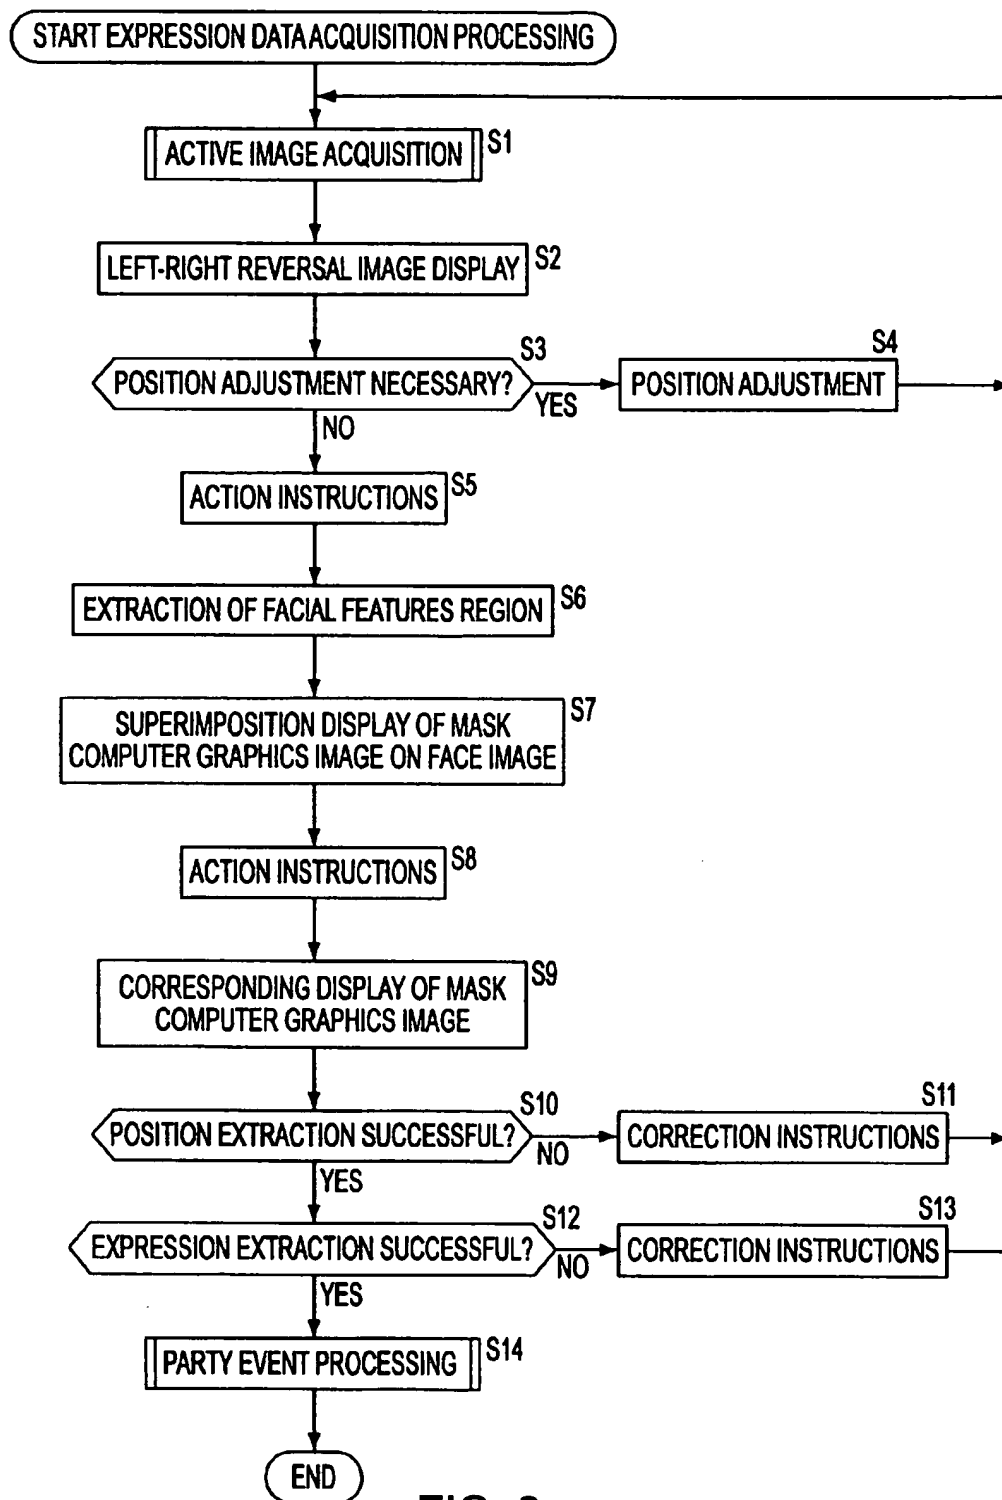 START EXPRESSION DATA ACQUISITION PROCESSING
ACTIVE IMAGE ACQUISITION
S1
LEFT-RIGHT REVERSAL IMAGE DISPLAY
S2
S3
POSITION ADJUSTMENT NECESSARY?
YES
NO
S4
POSITION ADJUSTMENT
ACTION INSTRUCTIONS
S5
EXTRACTION OF FACIAL FEATURES REGION
S6
SUPERIMPOSITION DISPLAY OF MASK
COMPUTER GRAPHICS IMAGE ON FACE IMAGE
S7
ACTION INSTRUCTIONS
S8
CORRESPONDING DISPLAY OF MASK
COMPUTER GRAPHICS IMAGE
S9
S10
POSITION EXTRACTION SUCCESSFUL?
NO
YES
S11
CORRECTION INSTRUCTIONS
S12
EXPRESSION EXTRACTION SUCCESSFUL?
NO
YES
S13
CORRECTION INSTRUCTIONS
PARTY EVENT PROCESSING
S14
END